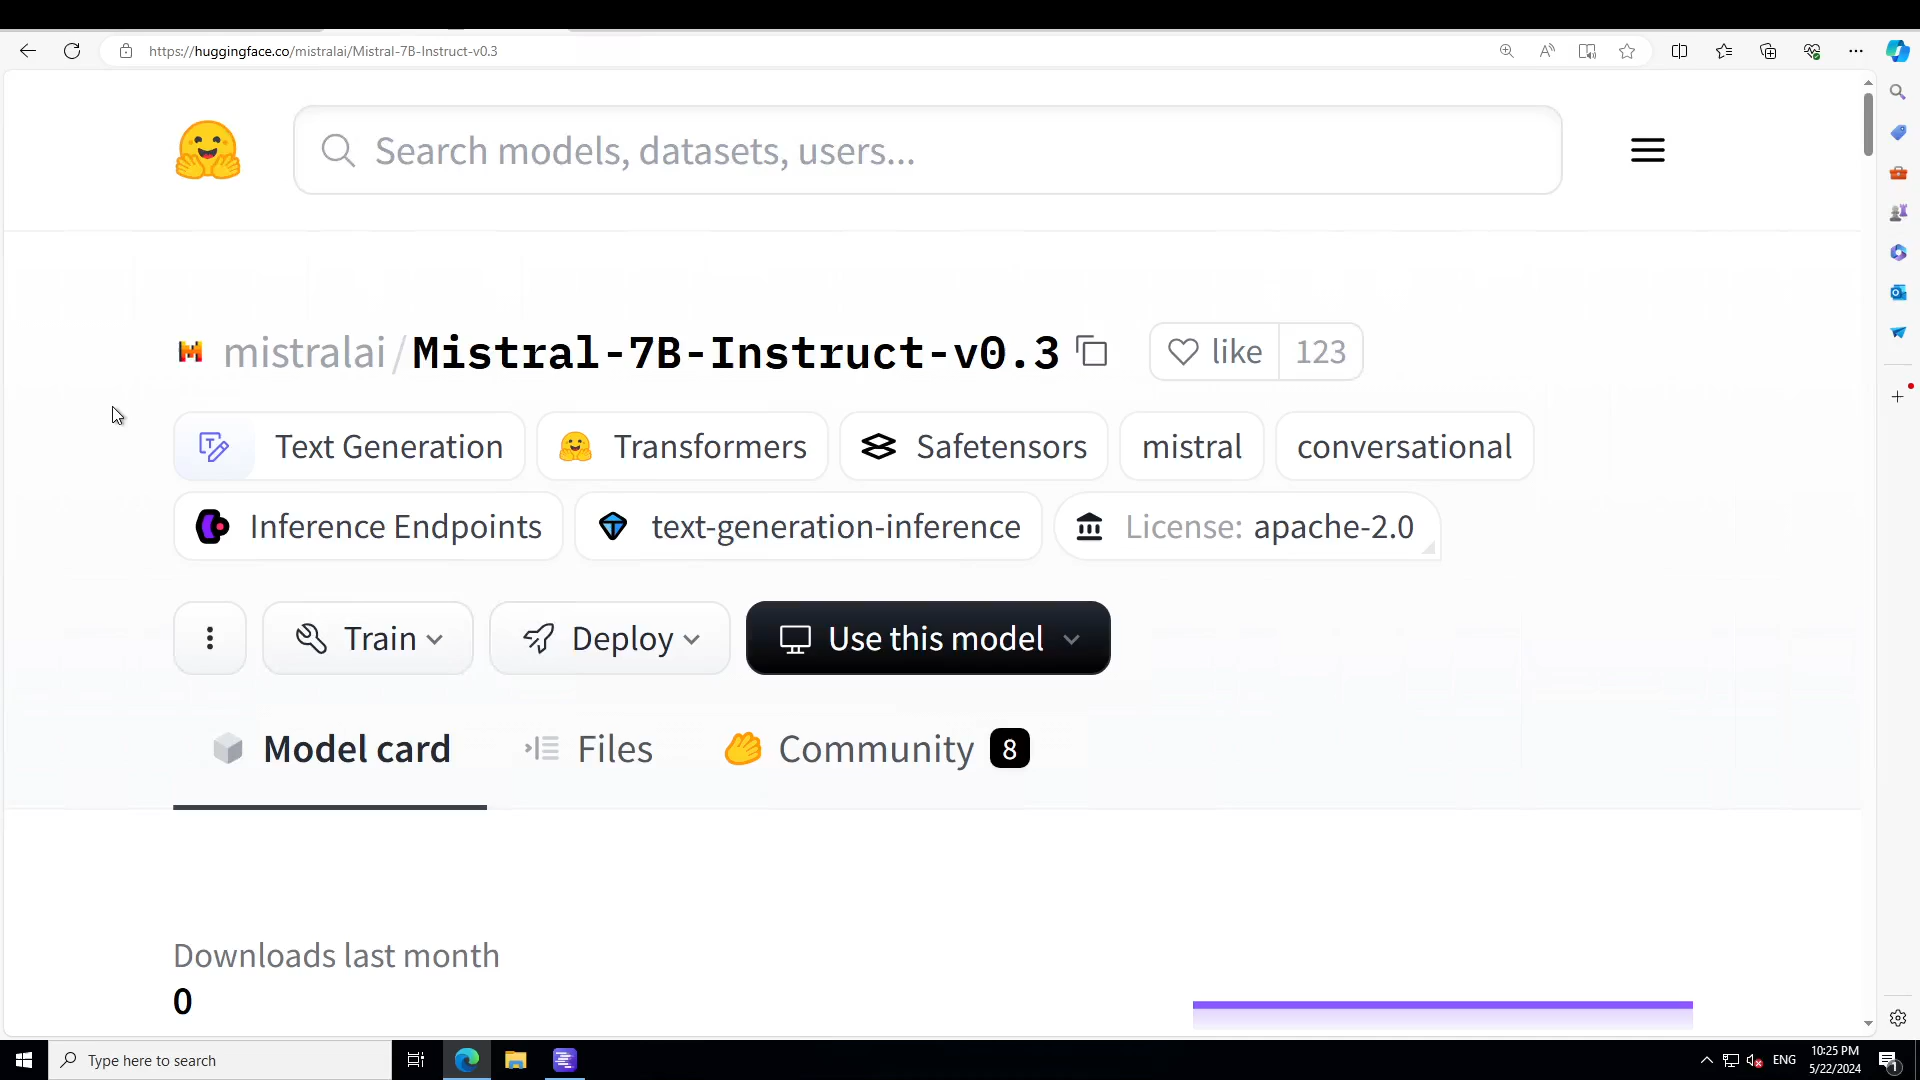 https://huggingface.co/mistralai/Mistral-7B-Instruct-v0.3
Search models, datasets, users...
mistralai/Mistral-7B-Instruct-v0.3 like 123
Text Generation Transformers Safetensors mistral conversational
Inference Endpoints text-generation-inference License: apache-2.0
Train Deploy Use this model
Model card Files Community 8
Downloads last month
0
Type here to search ENG 10:25 PM
5/22/2024 1